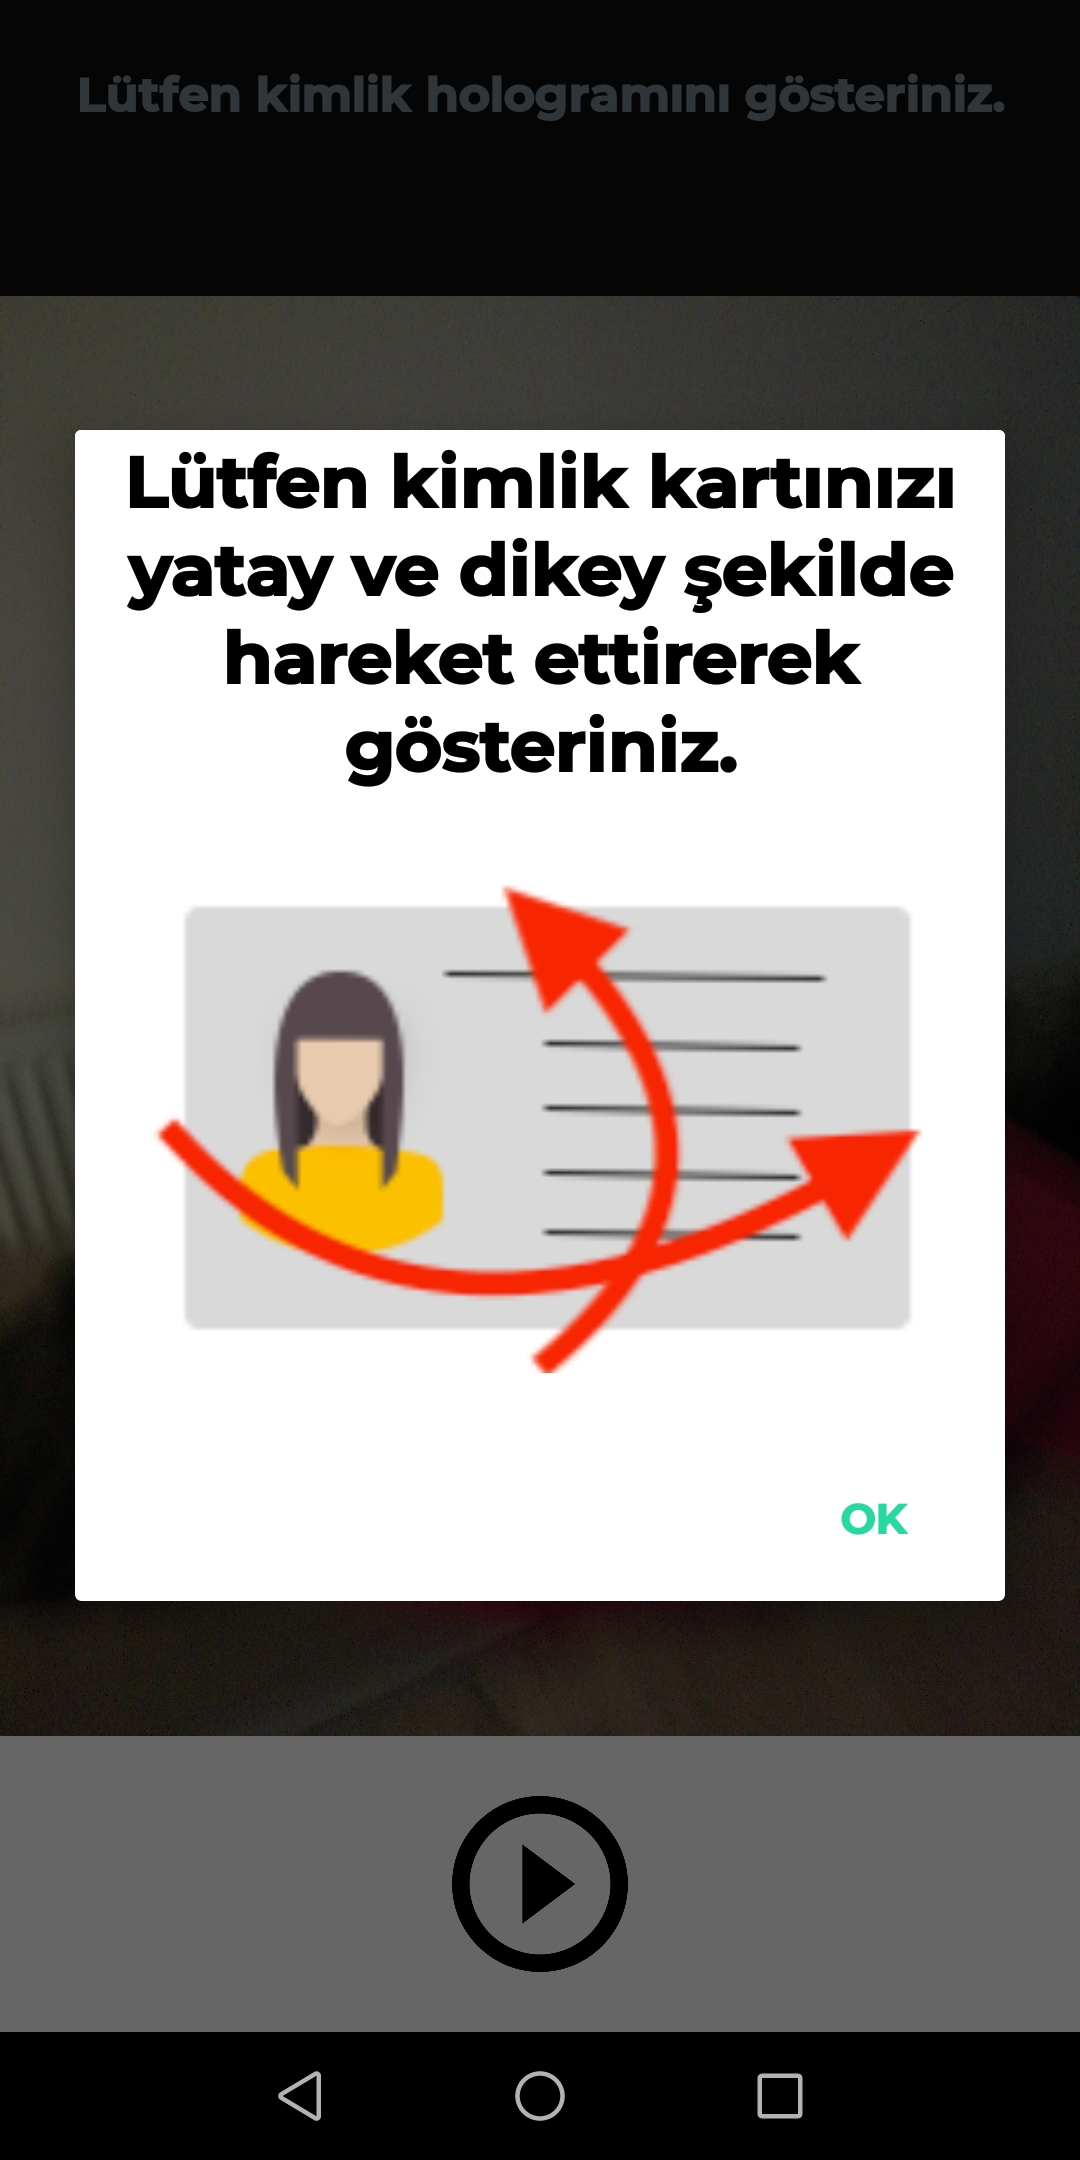 Lütfen kimlik hologramını gösteriniz.
Lütfen kimlik kartınızı
yatay ve dikey şekilde
hareket ettirerek
gösteriniz.
OK